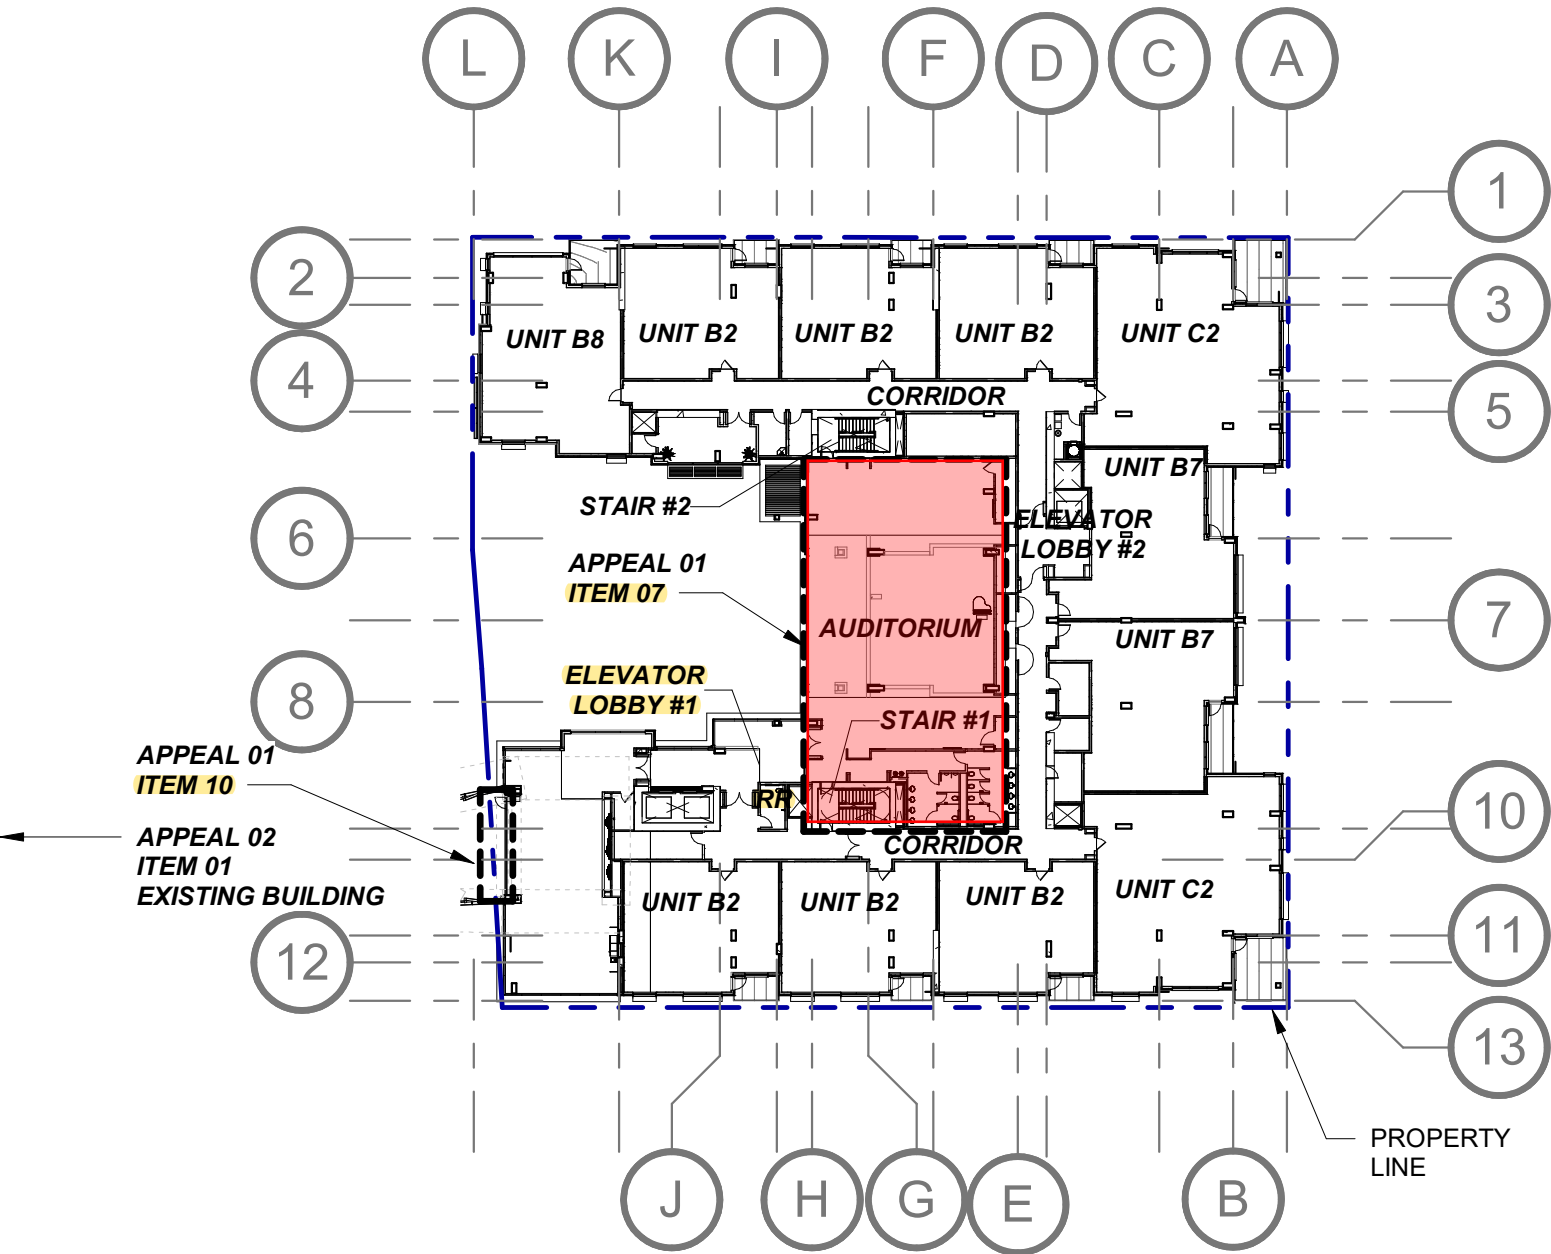 L
K
I
F
D
C
A
1
2
3
4
5
6
7
8
10
11
12
13
UNIT B8
UNIT B2
UNIT B2
UNIT B2
UNIT C2
CORRIDOR
UNIT B7
STAIR #2
ELEVATOR
LOBBY #2
APPEAL 01
ITEM 07
AUDITORIUM
UNIT B7
ELEVATOR
LOBBY #1
STAIR #1
APPEAL 01
ITEM 10
RR
APPEAL 02
ITEM 01
EXISTING BUILDING
CORRIDOR
UNIT B2
UNIT B2
UNIT B2
UNIT C2
PROPERTY
LINE
J
H
G
E
B